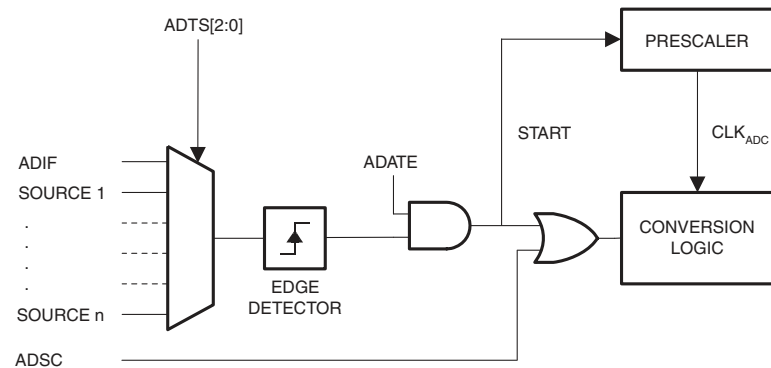 ADTS[2:0]
PRESCALER
START
CLKADC
ADIF
ADATE
SOURCE 1
.
.
.
.
.
CONVERSION
LOGIC
EDGE
DETECTOR
SOURCE n
ADSC